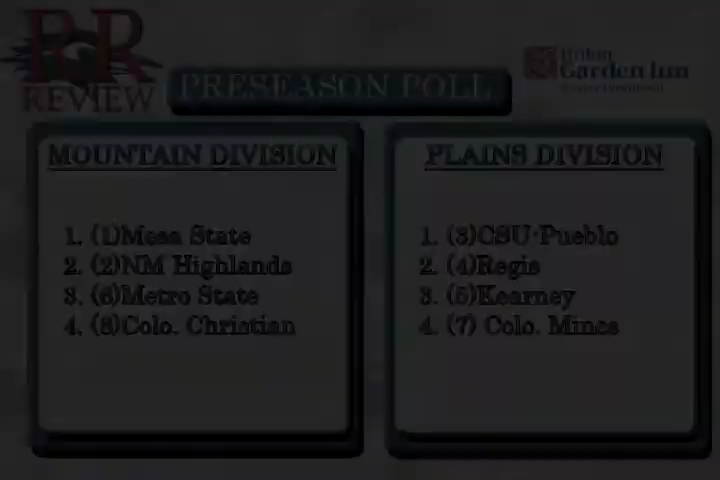 R&R
REVIEW
PRESEASON POLL
Garden Inn
MOUNTAIN DIVISION
1. (1)Mesa State
2. (2)NM Highlands
3. (6)Metro State
4. (8)Colo. Christian
PLAINS DIVISION
1. (3)CSU-Pueblo
2. (4)Regis
3. (5)Kearney
4. (7) Colo. Mines